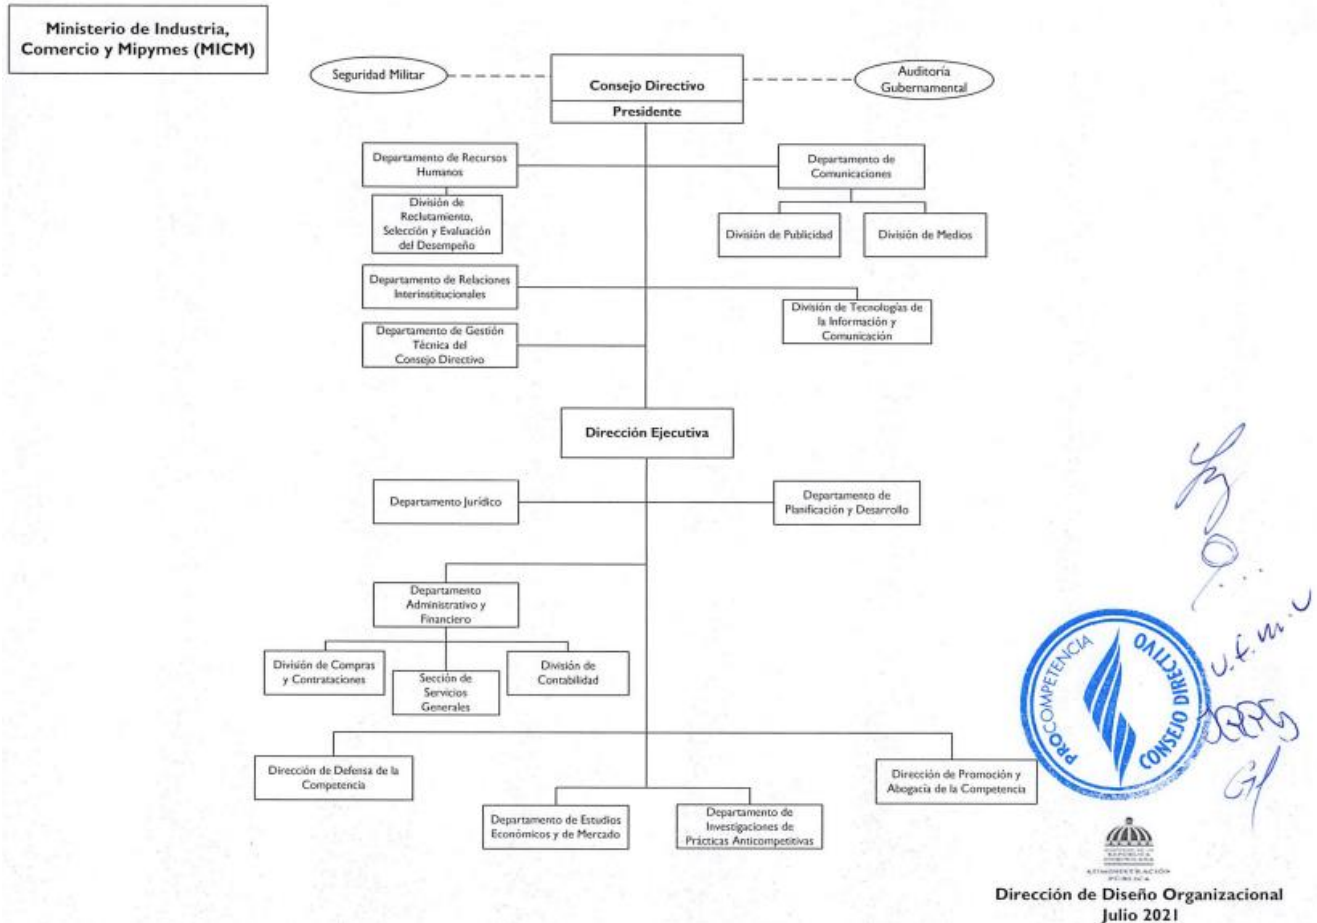 Ministerio de Industria,
Comercio y Mipymes (MICM)
Seguridad Militar
Consejo Directivo
Presidente
Auditoría
Gubernamental
Departamento de Recursos
Humanos
División de
Reclutamiento,
Selección y Evaluación
del Desempeño
Departamento de
Comunicaciones
División de Publicidad
División de Medios
Departamento de Relaciones
Interinstitucionales
División de Tecnologías de
la Información y
Comunicación
Departamento de Gestión
Técnica del
Consejo Directivo
Dirección Ejecutiva
Departamento Jurídico
Departamento de
Planificación y Desarrollo
Departamento
Administrativo y
Financiero
División de Compras
y Contrataciones
Sección de
Servicios
Generales
División de
Contabilidad
Dirección de Defensa de la
Competencia
Dirección de Promoción y
Abogacía de la Competencia
Departamento de Estudios
Económicos y de Mercado
Departamento de
Investigaciones de
Prácticas Anticompetitivas
PROCOMPETENCIA
CONSEJO DIRECTIVO
ADMINISTRACIÓN
PÚBLICA
Dirección de Diseño Organizacional
Julio 2021